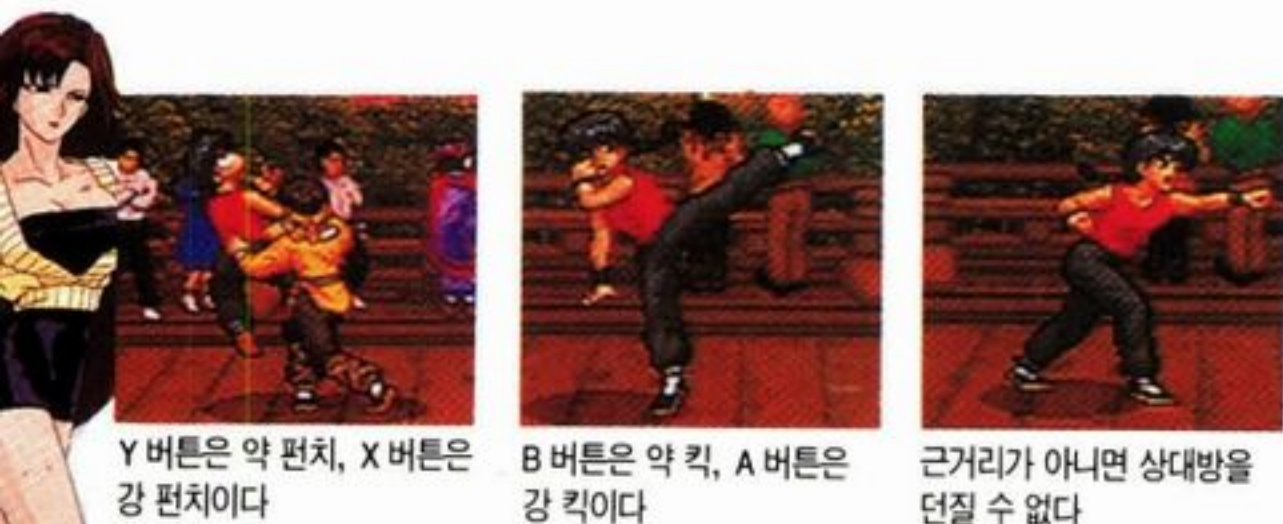 Y 버튼은 약 펀치, X 버튼은
강 펀치이다
B 버튼은 약 킥, A 버튼은
강 킥이다
근거리가 아니면 상대방을
던질 수 없다